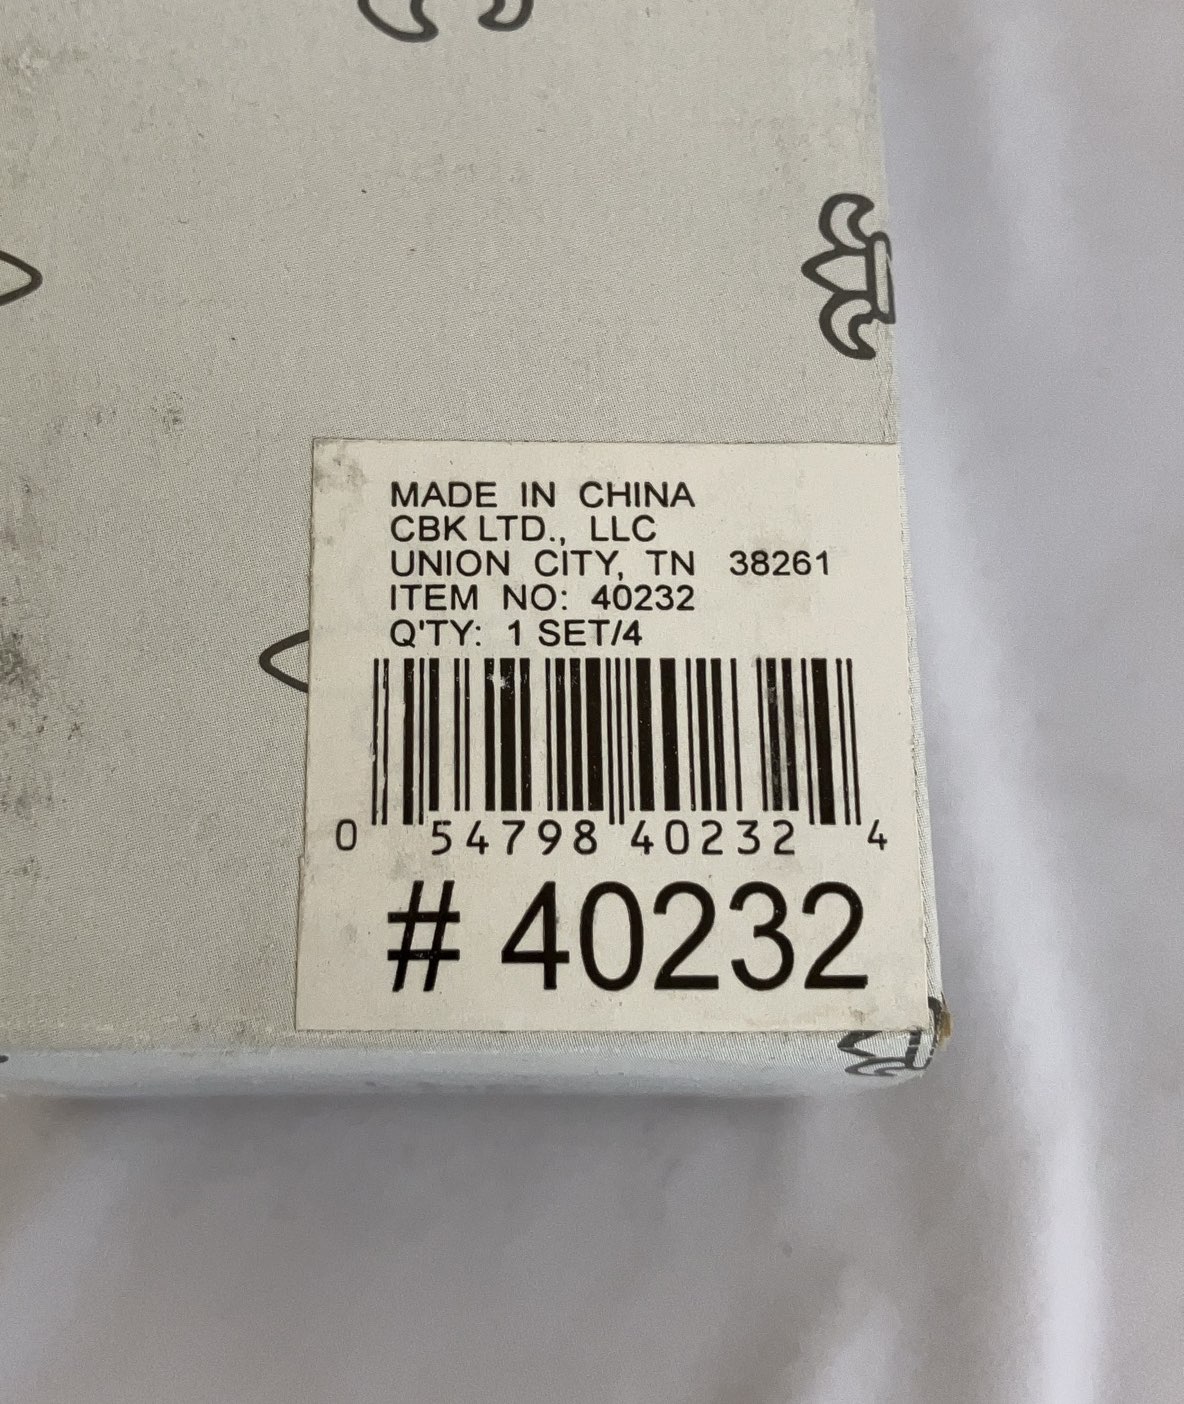 MADE IN CHINA
CBK LTD., LLC
UNION CITY, TN 38261
ITEM NO: 40232
Q'TY: 1 SET/4
0 54798 40232 4
# 40232